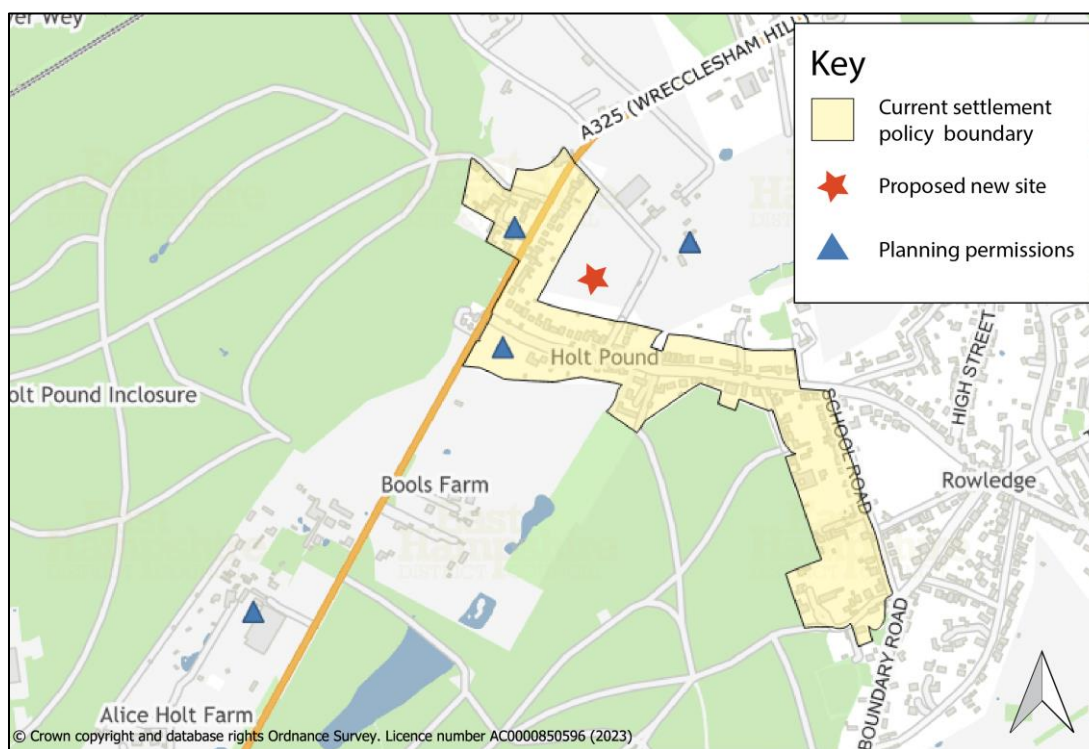 ver Wey
A325 (WRECCLESHAM HILL)
Key
Current settlement
policy boundary
Proposed new site
Planning permissions
Holt Pound
olt Pound Inclosure
SCHOOL ROAD
HIGH STREET
Bools Farm
Rowledge
BOUNDARY ROAD
Alice Holt Farm
© Crown copyright and database rights Ordnance Survey. Licence number AC0000850596 (2023)